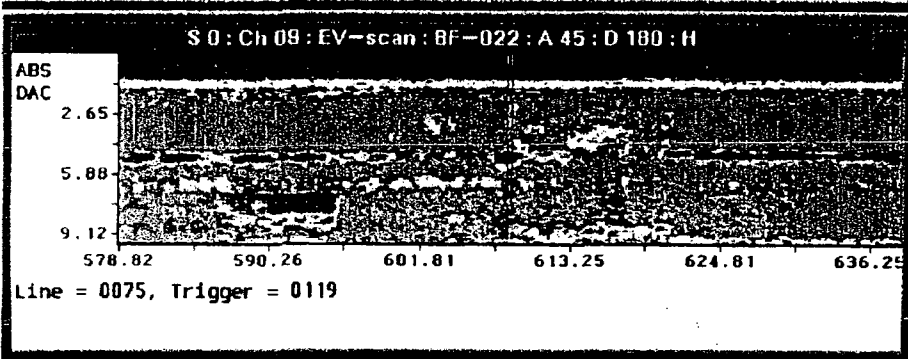 S 0 : Ch 09 : EV-scan : BF-022 : A 45 : D 180 : H
ABS
DAC
2.65
5.88
9.12
578.82 590.26 601.81 613.25 624.81 636.25
Line = 0075, Trigger = 0119